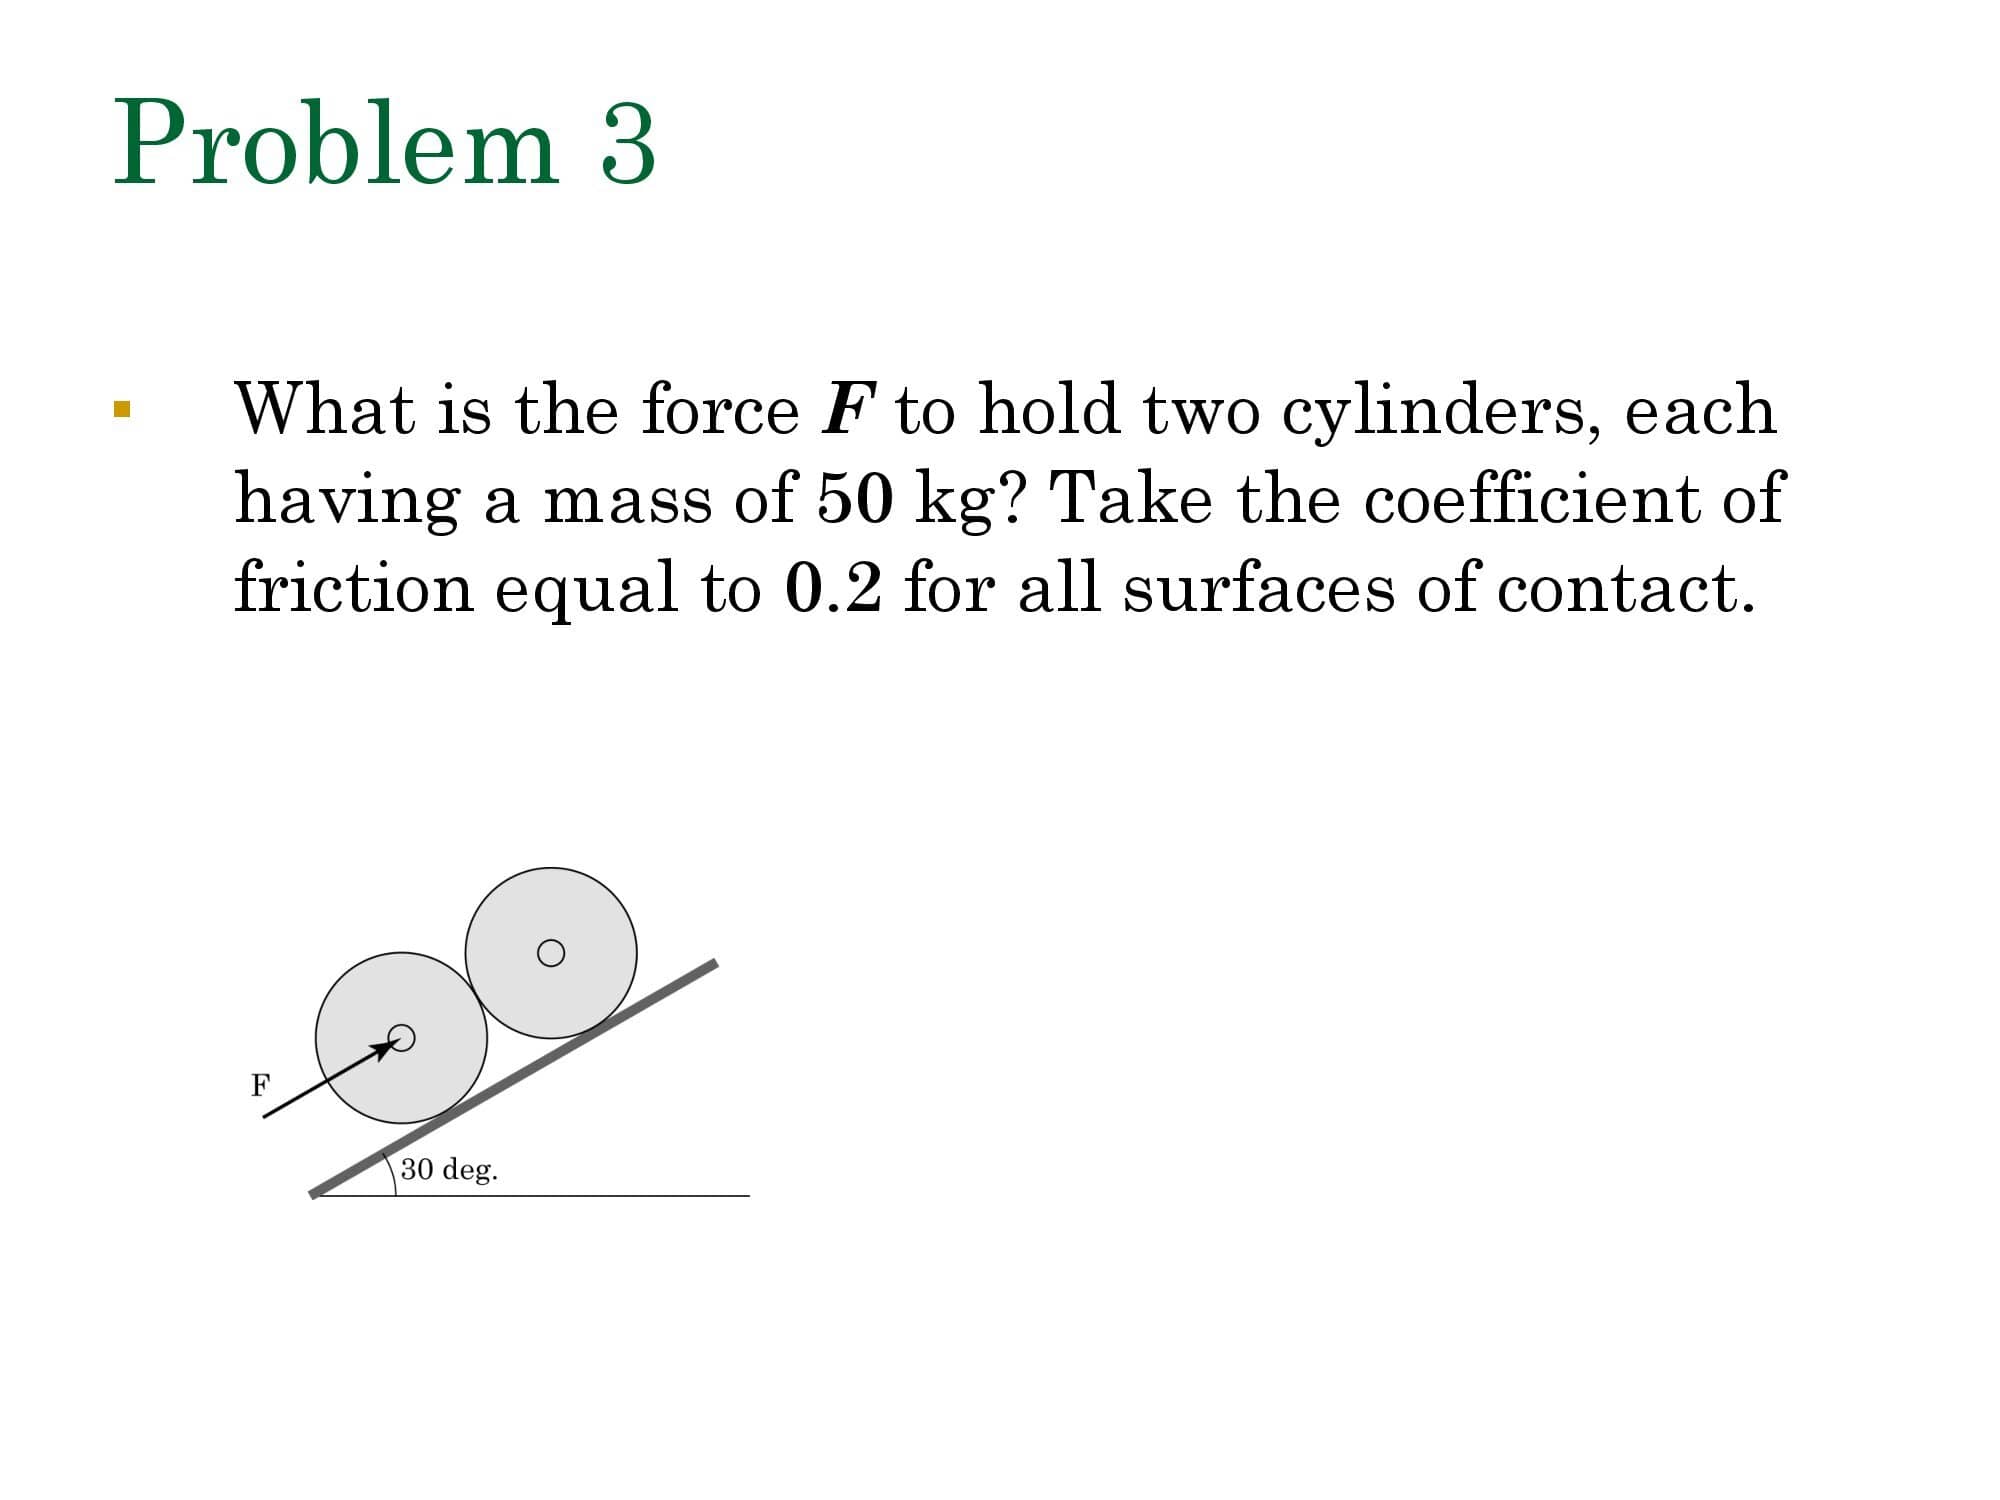 Problem 3
▪ What is the force F to hold two cylinders, each
having a mass of 50 kg? Take the coefficient of
friction equal to 0.2 for all surfaces of contact.
F
30 deg.